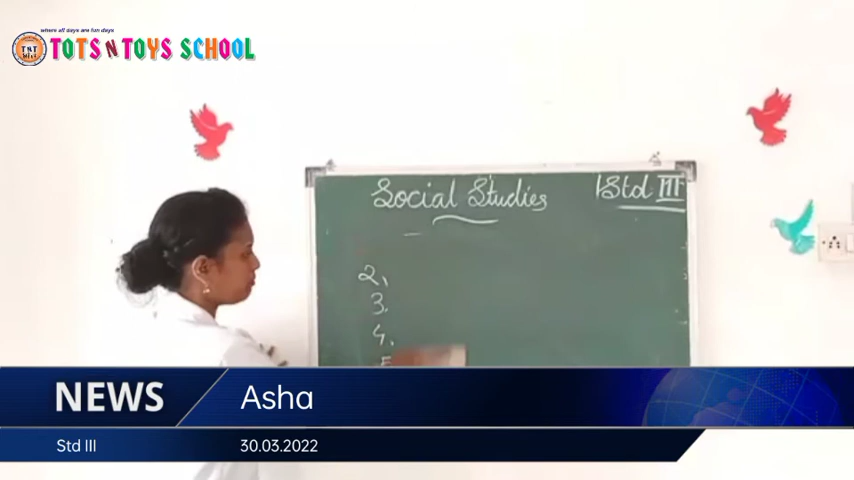 where all days are fun days
TOTS N TOYS SCHOOL
Social Studies
Std III
2,
3.
4.
5
NEWS
Asha
Std III
30.03.2022